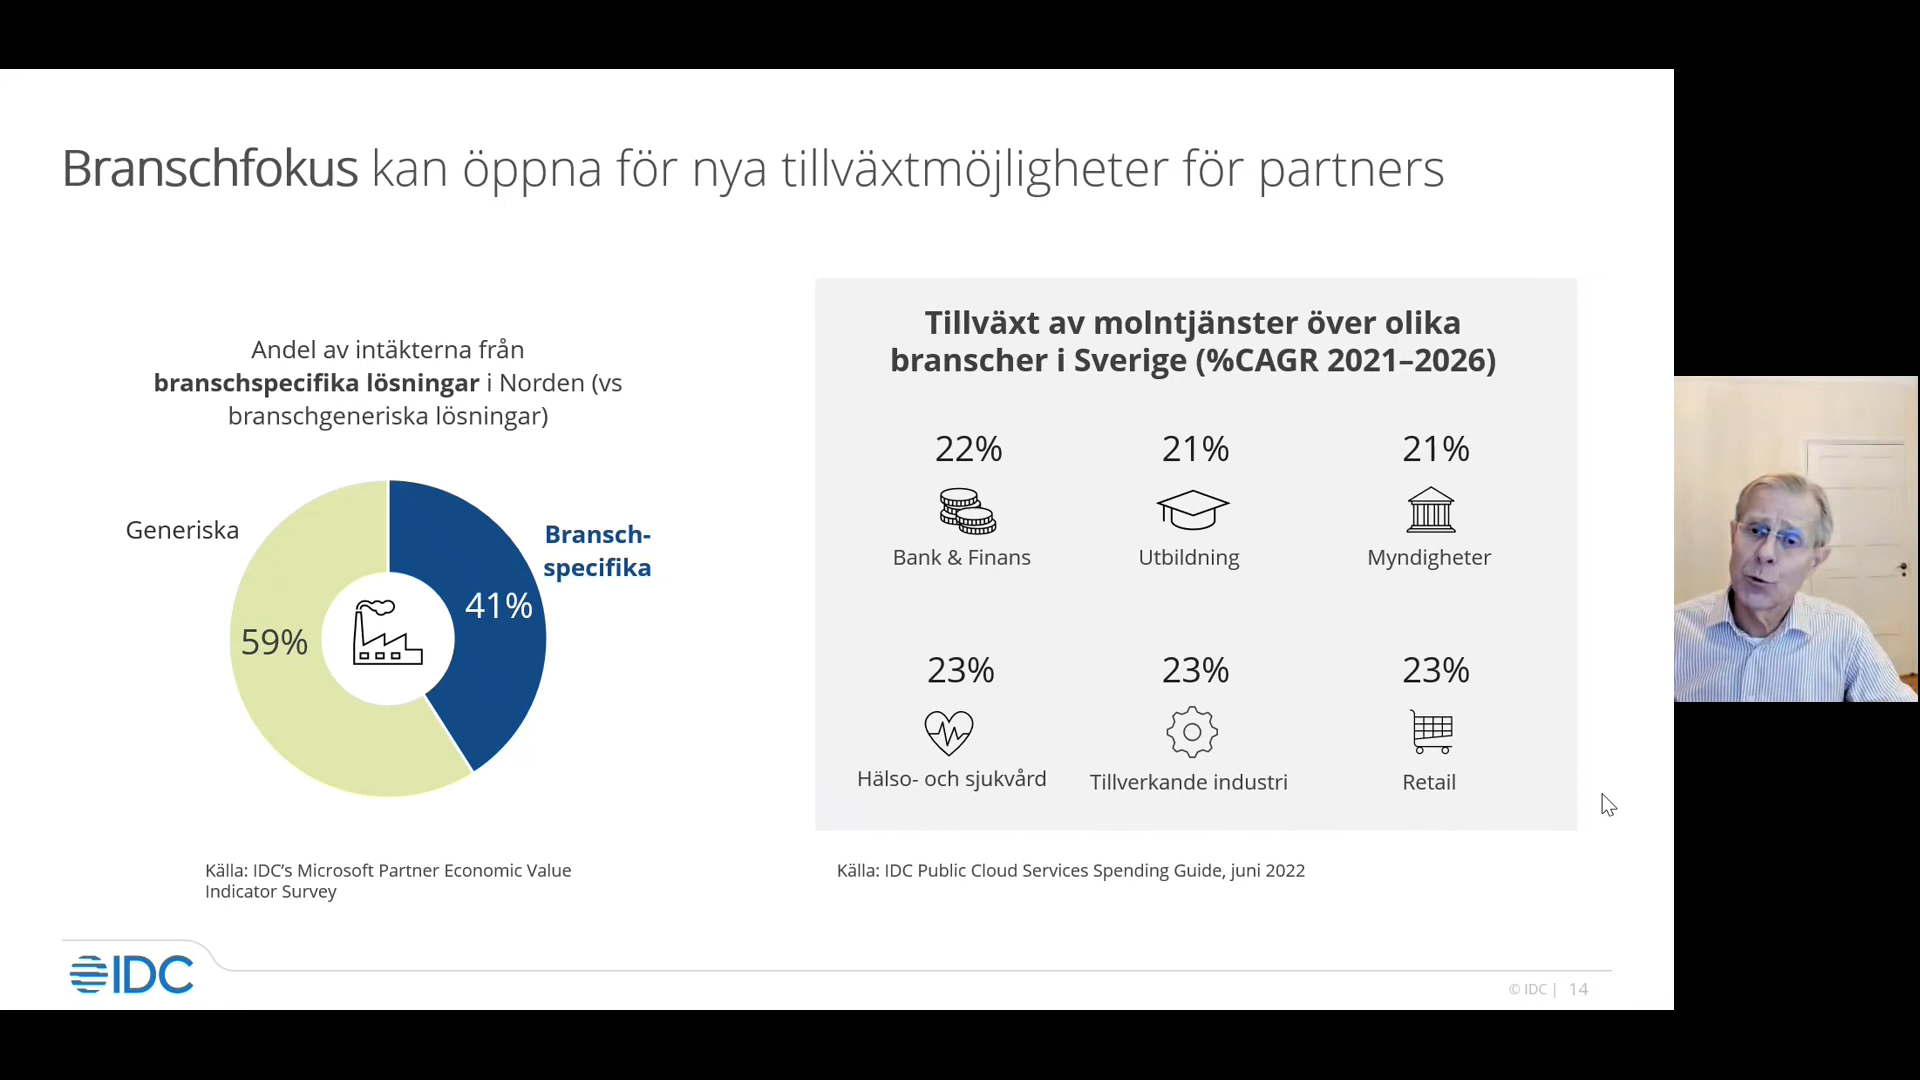 Branschfokus kan öppna för nya tillväxtmöjligheter för partners
Andel av intäkterna från
branschspecifika lösningar i Norden (vs
branschgeneriska lösningar)
Generiska
Bransch-
specifika
41%
59%
Källa: IDC’s Microsoft Partner Economic Value
Indicator Survey
Tillväxt av molntjänster över olika
branscher i Sverige (%CAGR 2021–2026)
22% 21% 21%
Bank & Finans Utbildning Myndigheter
23% 23% 23%
Hälso- och sjukvård Tillverkande industri Retail
Källa: IDC Public Cloud Services Spending Guide, juni 2022
IDC
© IDC | 14